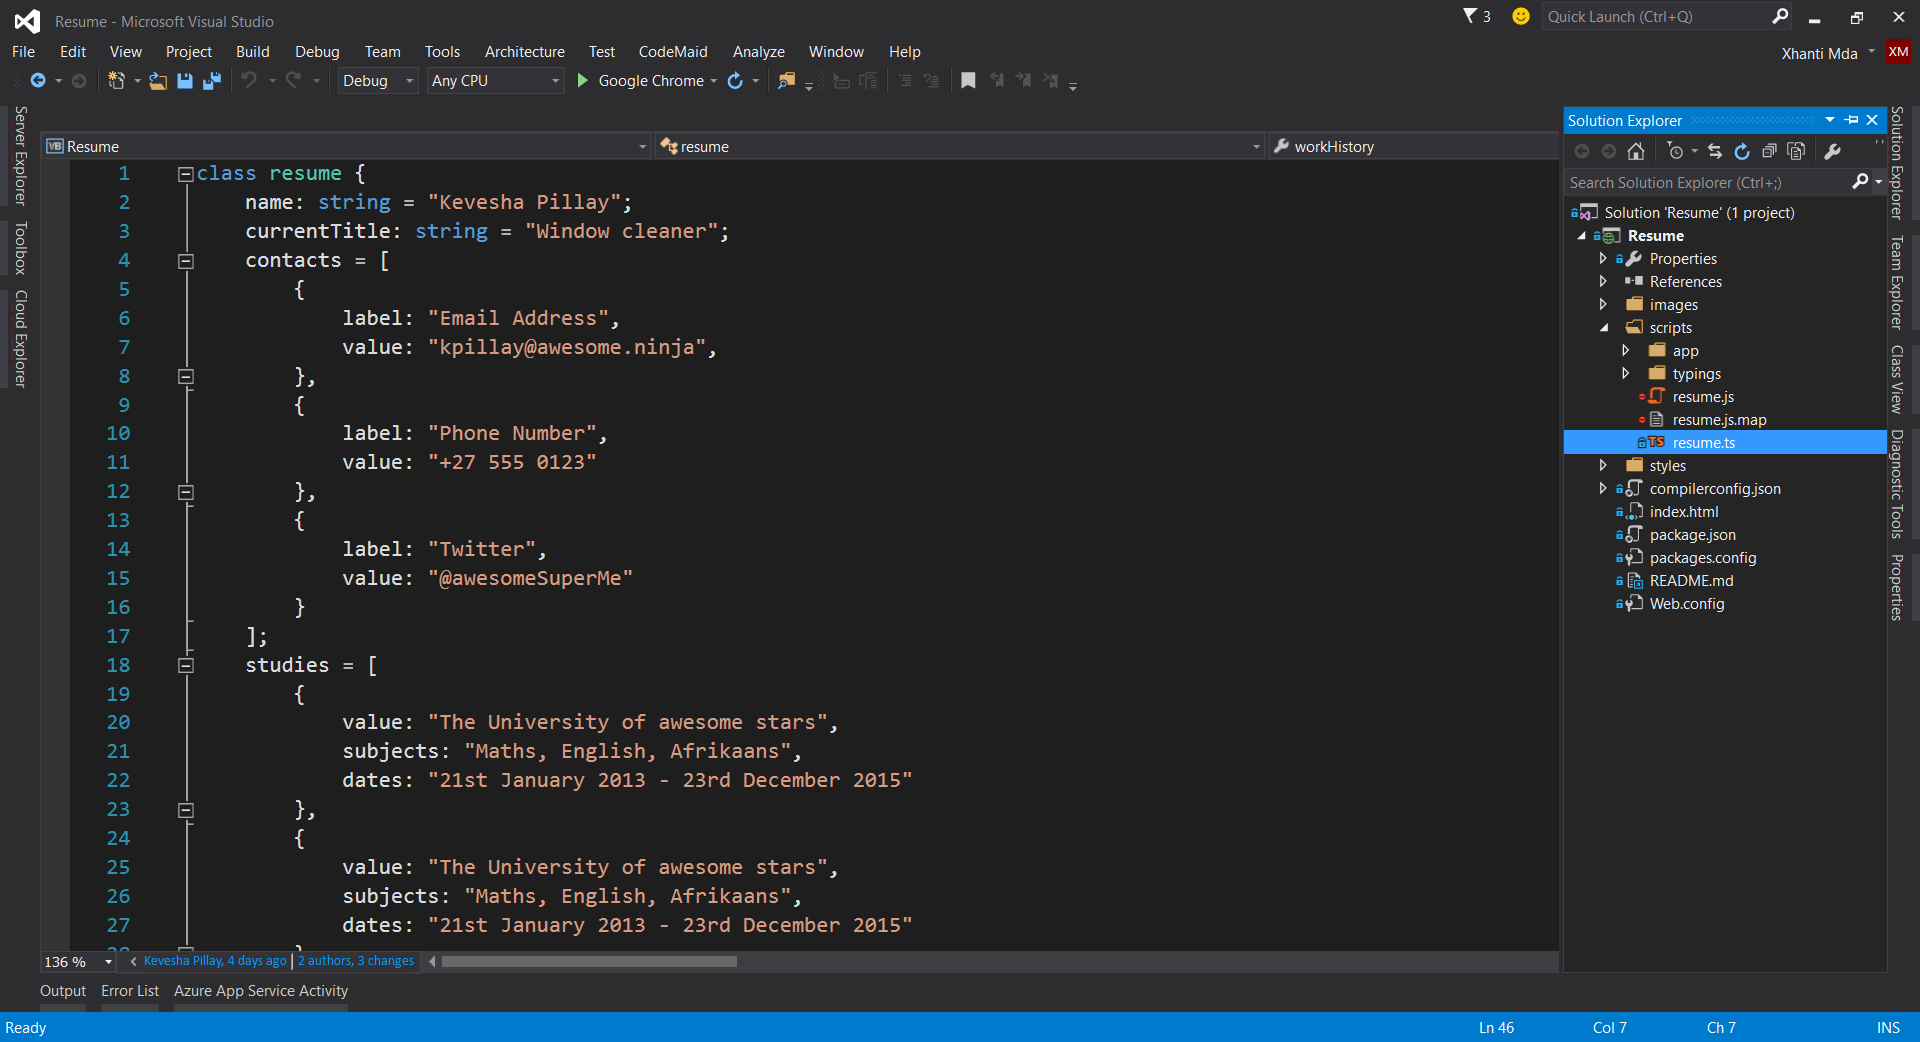 Resume - Microsoft Visual Studio
3
Quick Launch (Ctrl+Q)
File Edit View Project Build Debug Team Tools Architecture Test CodeMaid Analyze Window Help
Xhanti Mda XM
Debug Any CPU Google Chrome
Server Explorer
Toolbox
Cloud Explorer
VB Resume resume workHistory
1 class resume {
2 name: string = "Kevesha Pillay";
3 currentTitle: string = "Window cleaner";
4 contacts = [
5 {
6 label: "Email Address",
7 value: "kpillay@awesome.ninja",
8 },
9 {
10 label: "Phone Number",
11 value: "+27 555 0123"
12 },
13 {
14 label: "Twitter",
15 value: "@awesomeSuperMe"
16 }
17 ];
18 studies = [
19 {
20 value: "The University of awesome stars",
21 subjects: "Maths, English, Afrikaans",
22 dates: "21st January 2013 - 23rd December 2015"
23 },
24 {
25 value: "The University of awesome stars",
26 subjects: "Maths, English, Afrikaans",
27 dates: "21st January 2013 - 23rd December 2015"
136 % Kevesha Pillay, 4 days ago | 2 authors, 3 changes
Output Error List Azure App Service Activity
Solution Explorer
Search Solution Explorer (Ctrl+;)
Solution 'Resume' (1 project)
Resume
Properties
References
images
scripts
app
typings
resume.js
resume.js.map
TS resume.ts
styles
compilerconfig.json
index.html
package.json
packages.config
README.md
Web.config
Solution Explorer
Team Explorer
Class View
Diagnostic Tools
Properties
Ready Ln 46 Col 7 Ch 7 INS